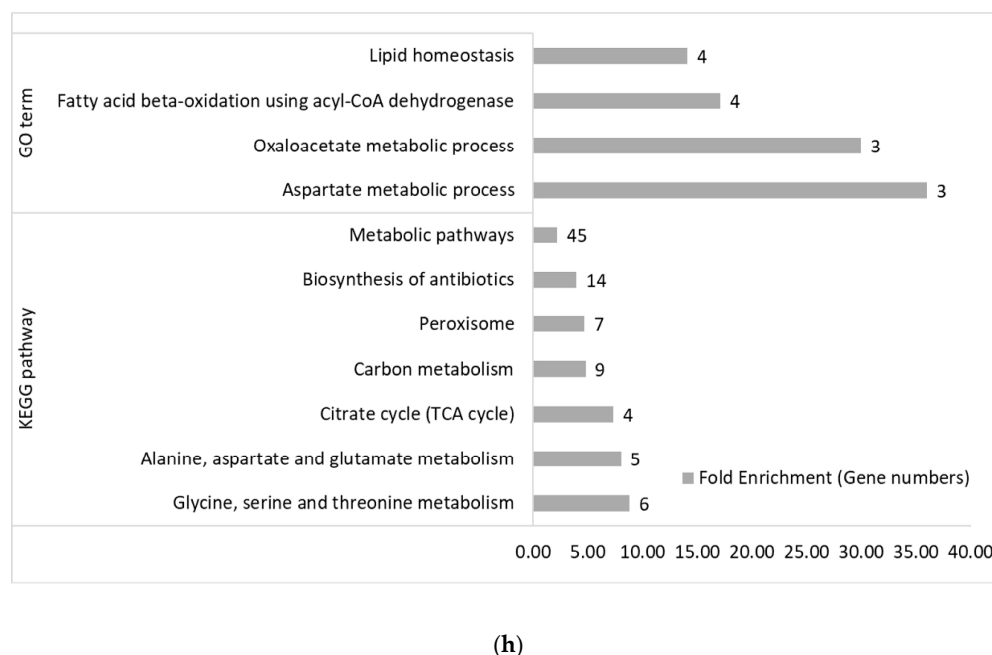 GO term
Lipid homeostasis 4
Fatty acid beta-oxidation using acyl-CoA dehydrogenase 4
Oxaloacetate metabolic process 3
Aspartate metabolic process 3
KEGG pathway
Metabolic pathways 45
Biosynthesis of antibiotics 14
Peroxisome 7
Carbon metabolism 9
Citrate cycle (TCA cycle) 4
Alanine, aspartate and glutamate metabolism 5
Glycine, serine and threonine metabolism 6
Fold Enrichment (Gene numbers)
0.00 5.00 10.00 15.00 20.00 25.00 30.00 35.00 40.00
(h)